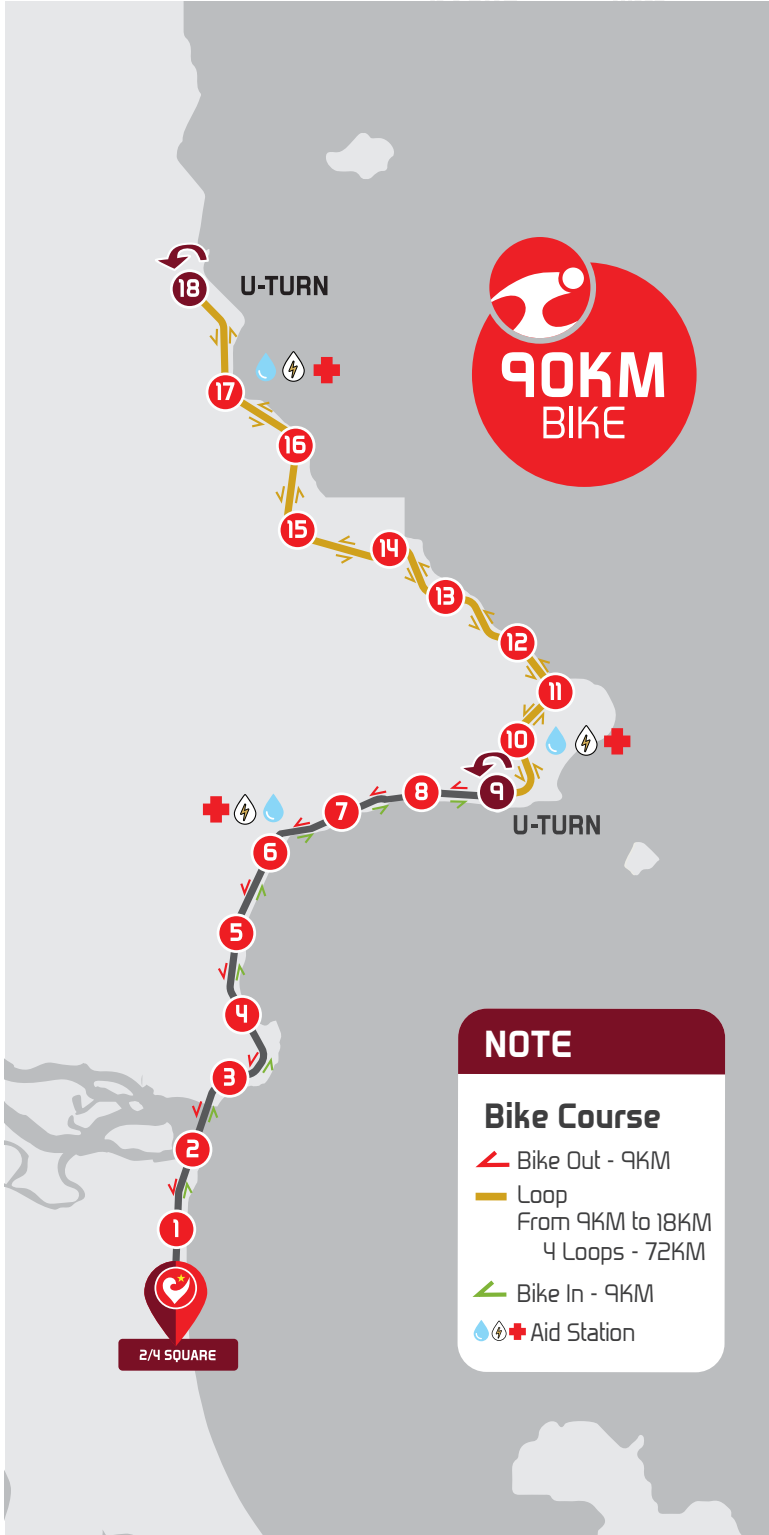 18
U-TURN
90KM
BIKE
17
16
15
14
13
12
11
10
9
U-TURN
8
7
6
5
4
3
2
1
2/4 SQUARE
NOTE
Bike Course
Bike Out - 9KM
Loop
From 9KM to 18KM
4 Loops - 72KM
Bike In - 9KM
Aid Station